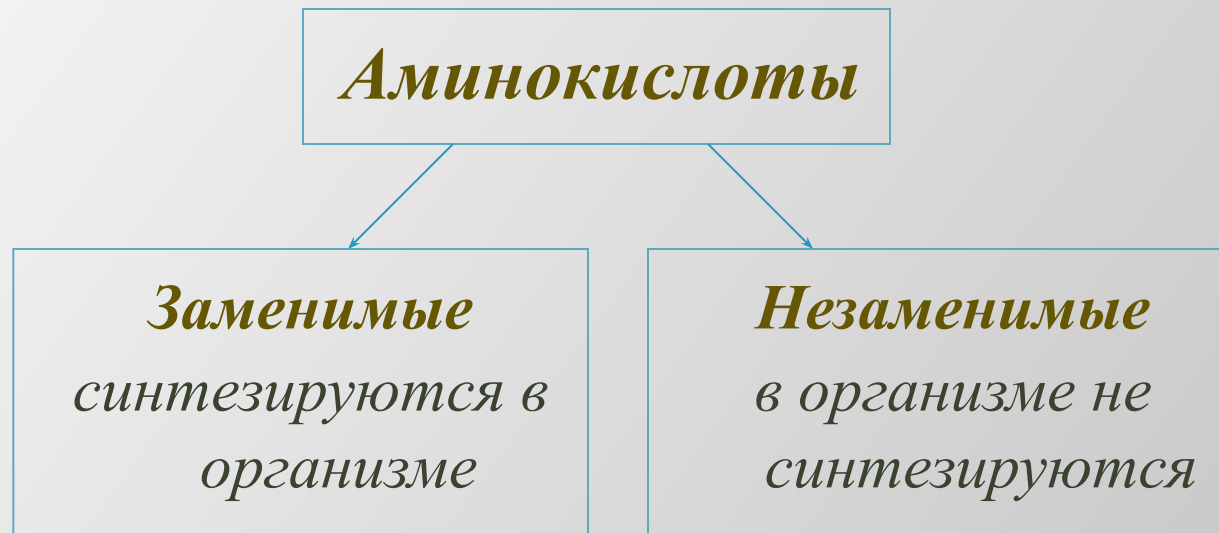 Аминокислоты
Заменимые
синтезируются в
организме
Незаменимые
в организме не
синтезируются